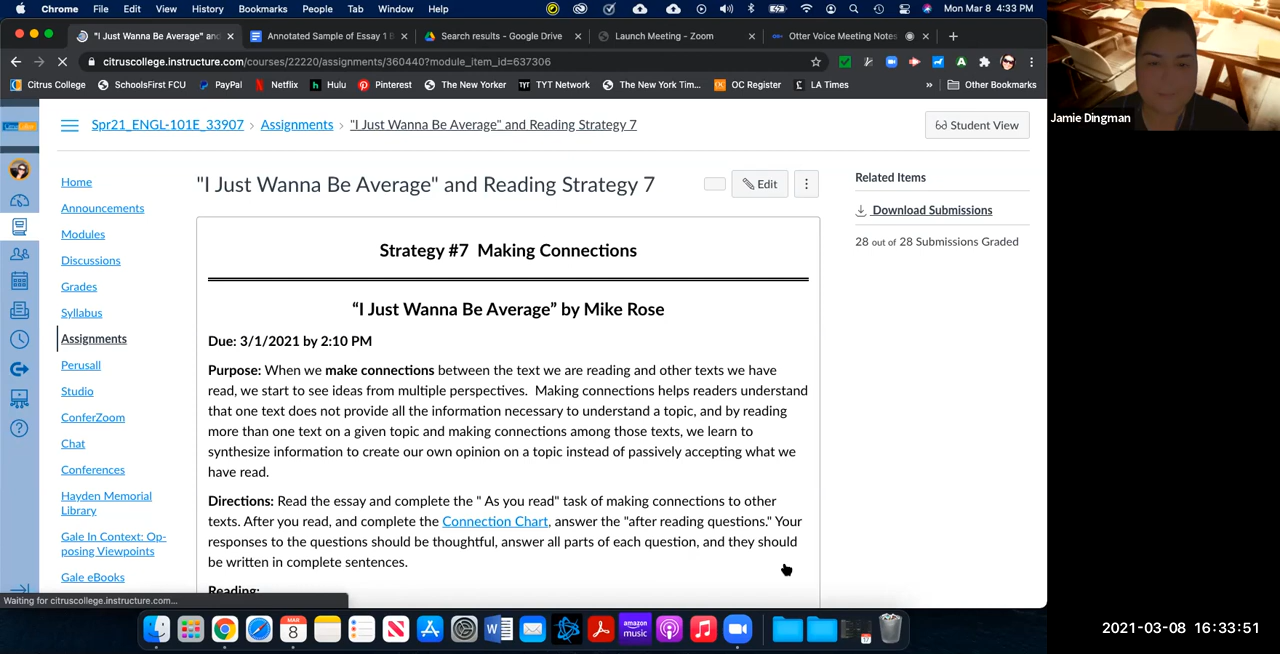 Chrome File Edit View History Bookmarks People Tab Window Help Mon Mar 8 4:33 PM
"I Just Wanna Be Average" and Annotated Sample of Essay 1 Search results - Google Drive Launch Meeting - Zoom Otter Voice Meeting Notes
citruscollege.instructure.com/courses/22220/assignments/360440?module_item_id=637306
Citrus College SchoolsFirst FCU PayPal Netflix Hulu Pinterest The New Yorker TYT Network The New York Tim... OC Register LA Times » Other Bookmarks
Jamie Dingman
Spr21_ENGL-101E_33907 › Assignments › "I Just Wanna Be Average" and Reading Strategy 7
Student View
Home
Announcements
Modules
Discussions
Grades
Syllabus
Assignments
Perusall
Studio
ConferZoom
Chat
Conferences
Hayden Memorial
Library
Gale In Context: Op-
posing Viewpoints
Gale eBooks
"I Just Wanna Be Average" and Reading Strategy 7
Edit
Strategy #7 Making Connections
“I Just Wanna Be Average” by Mike Rose
Due: 3/1/2021 by 2:10 PM
Purpose: When we make connections between the text we are reading and other texts we have
read, we start to see ideas from multiple perspectives. Making connections helps readers understand
that one text does not provide all the information necessary to understand a topic, and by reading
more than one text on a given topic and making connections among those texts, we learn to
synthesize information to create our own opinion on a topic instead of passively accepting what we
have read.
Directions: Read the essay and complete the " As you read" task of making connections to other
texts. After you read, and complete the Connection Chart, answer the "after reading questions." Your
responses to the questions should be thoughtful, answer all parts of each question, and they should
be written in complete sentences.
Reading:
Related Items
Download Submissions
28 out of 28 Submissions Graded
Waiting for citruscollege.instructure.com...
MAR
8
amazon
music
2021-03-08 16:33:51